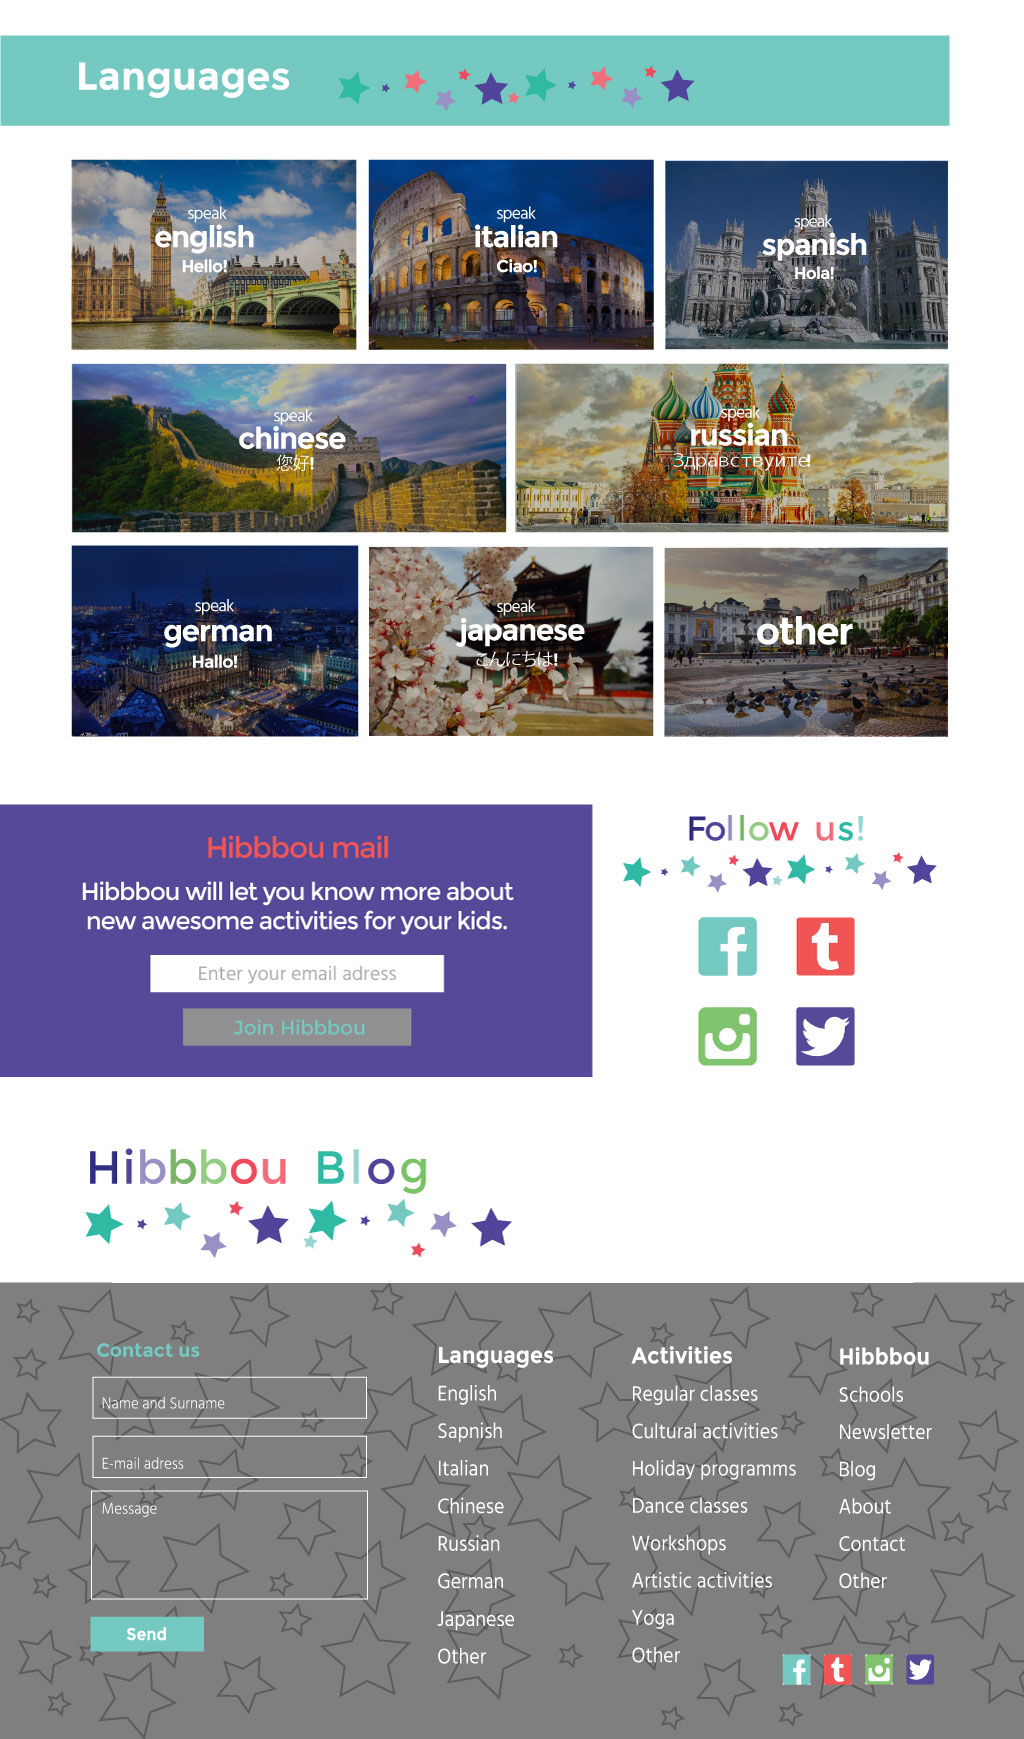 Languages
speak
english
Hello!
speak
italian
Ciao!
speak
spanish
Hola!
speak
chinese
您好!
speak
russian
Здравствуйте!
speak
german
Hallo!
speak
japanese
こんにちは!
other
Hibbbou mail
Hibbbou will let you know more about
new awesome activities for your kids.
Enter your email adress
Join Hibbbou
Follow us!
Hibbbou Blog
Contact us
Name and Surname
E-mail adress
Message
Send
Languages
English
Sapnish
Italian
Chinese
Russian
German
Japanese
Other
Activities
Regular classes
Cultural activities
Holiday programms
Dance classes
Workshops
Artistic activities
Yoga
Other
Hibbbou
Schools
Newsletter
Blog
About
Contact
Other